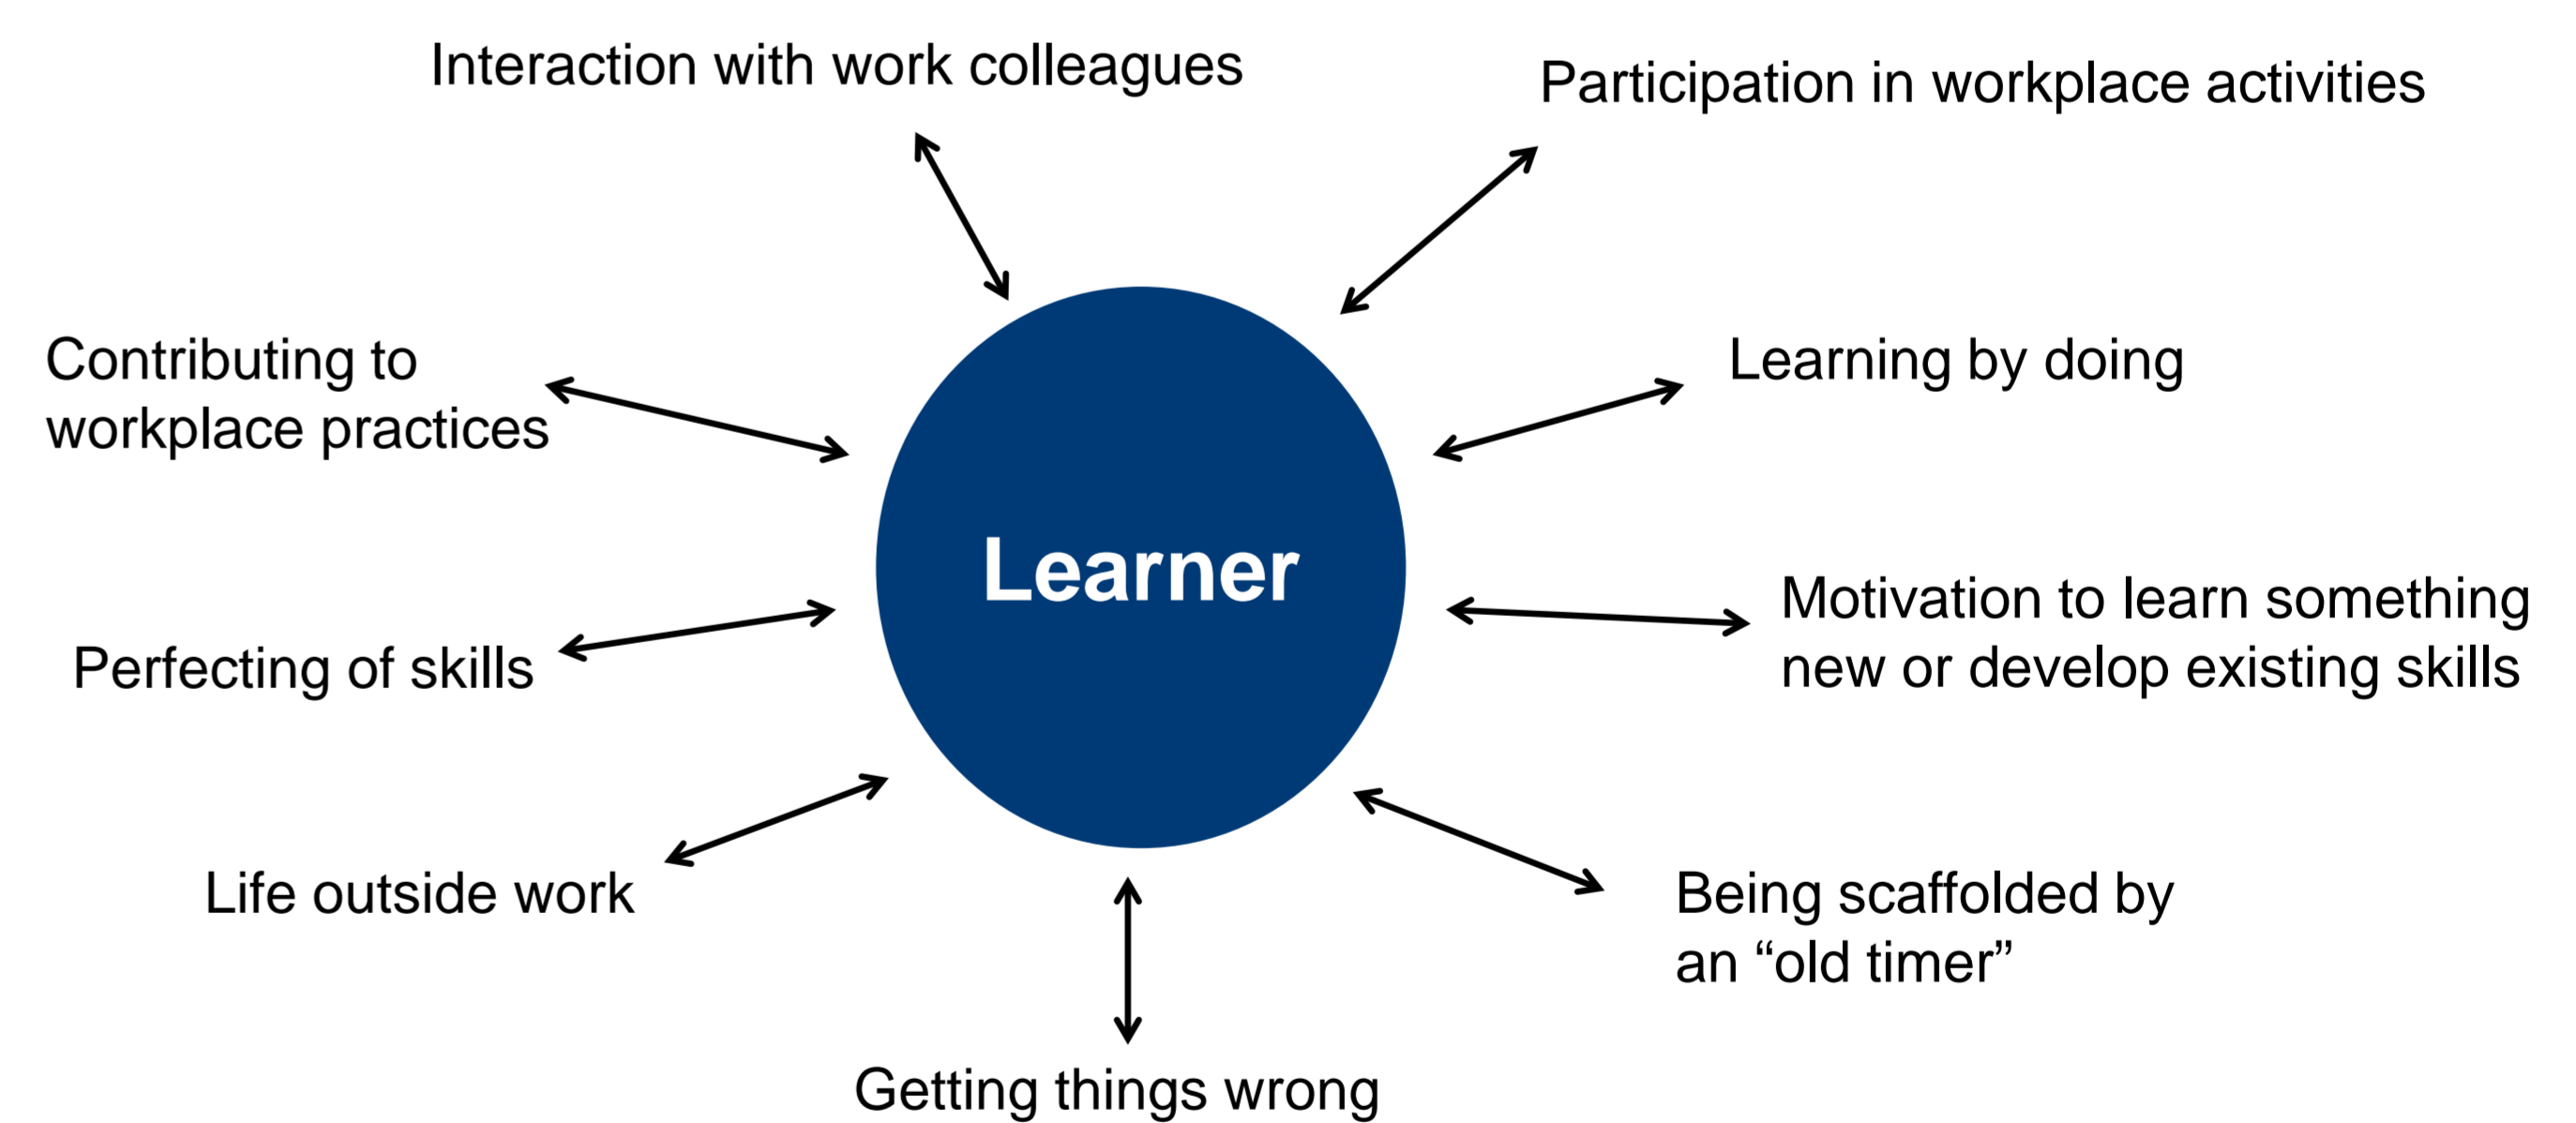 Interaction with work colleagues
Participation in workplace activities
Contributing to
workplace practices
Learning by doing
Learner
Perfecting of skills
Motivation to learn something
new or develop existing skills
Life outside work
Being scaffolded by
an “old timer”
Getting things wrong